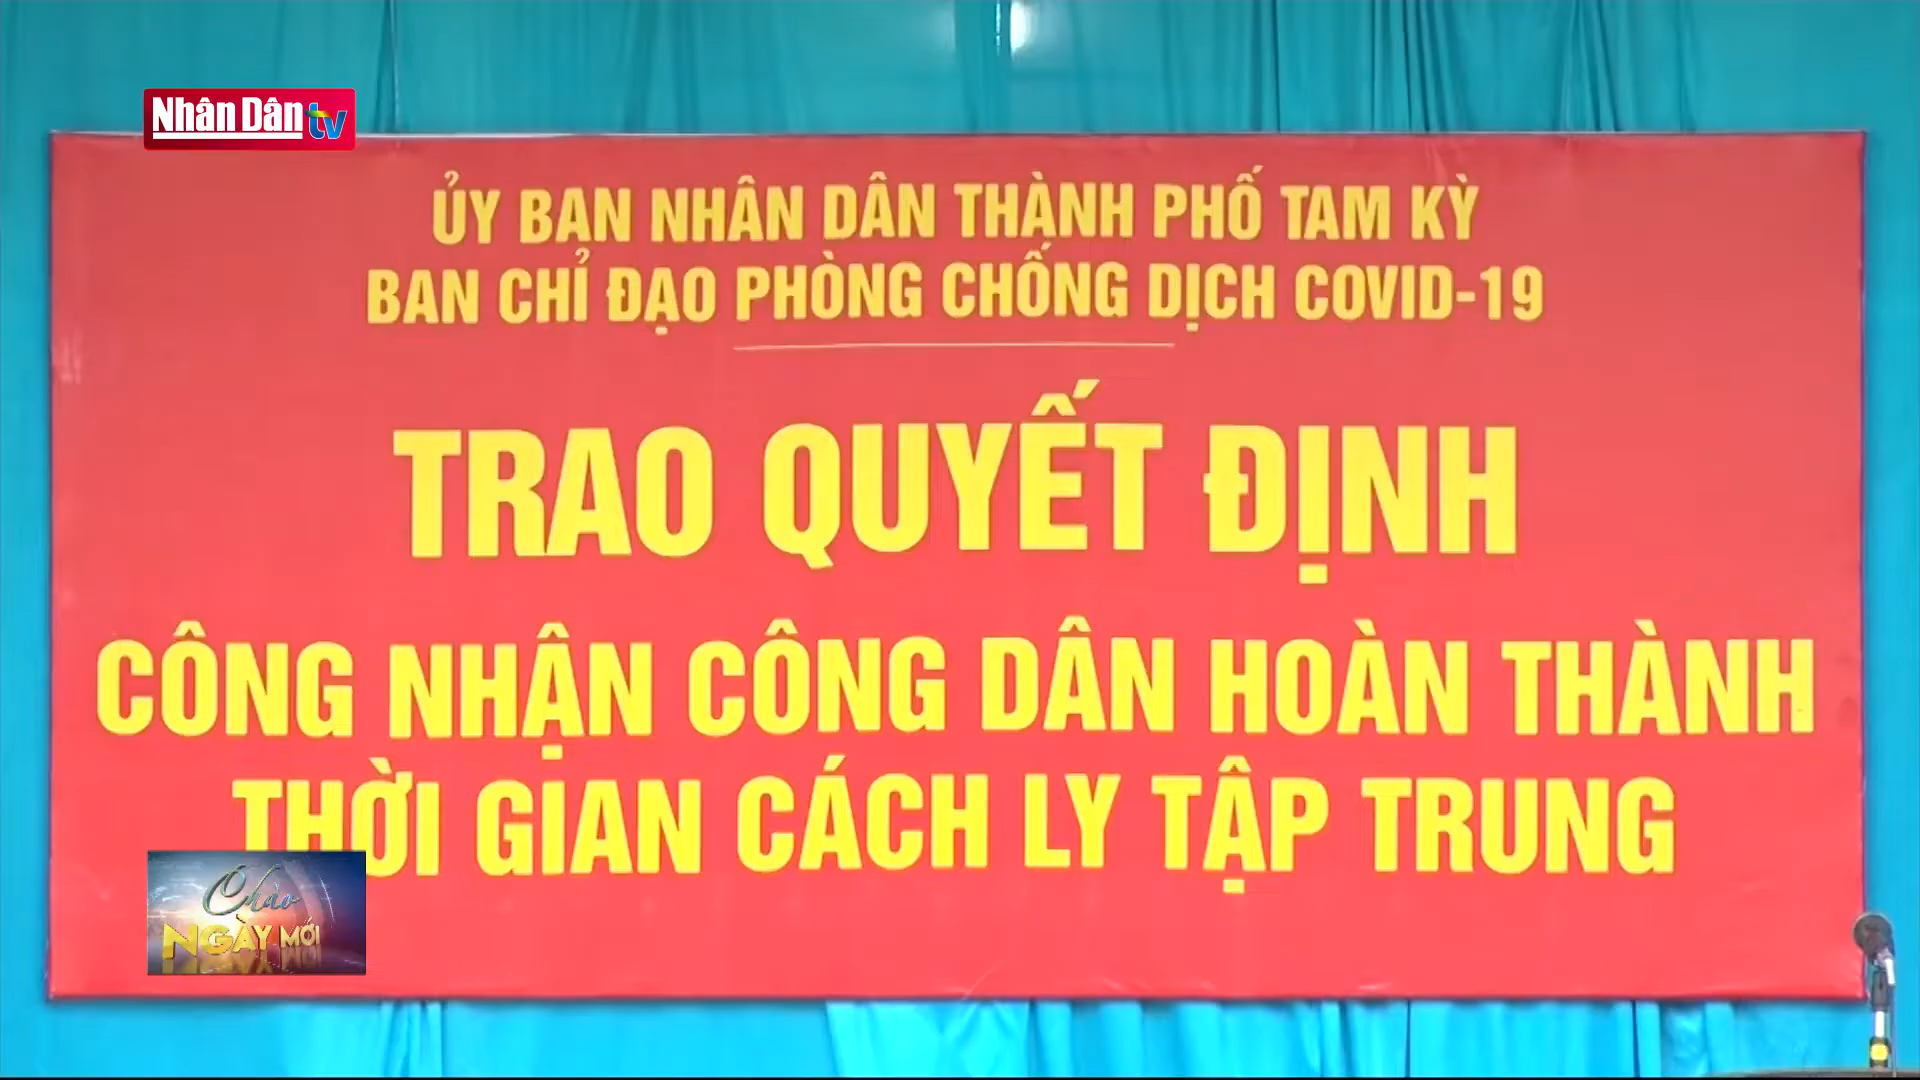 Nhân Dân tv
ỦY BAN NHÂN DÂN THÀNH PHỐ TAM KỲ
BAN CHỈ ĐẠO PHÒNG CHỐNG DỊCH COVID-19
TRAO QUYẾT ĐỊNH
CÔNG NHẬN CÔNG DÂN HOÀN THÀNH
THỜI GIAN CÁCH LY TẬP TRUNG
Chào
NGÀY MỚI